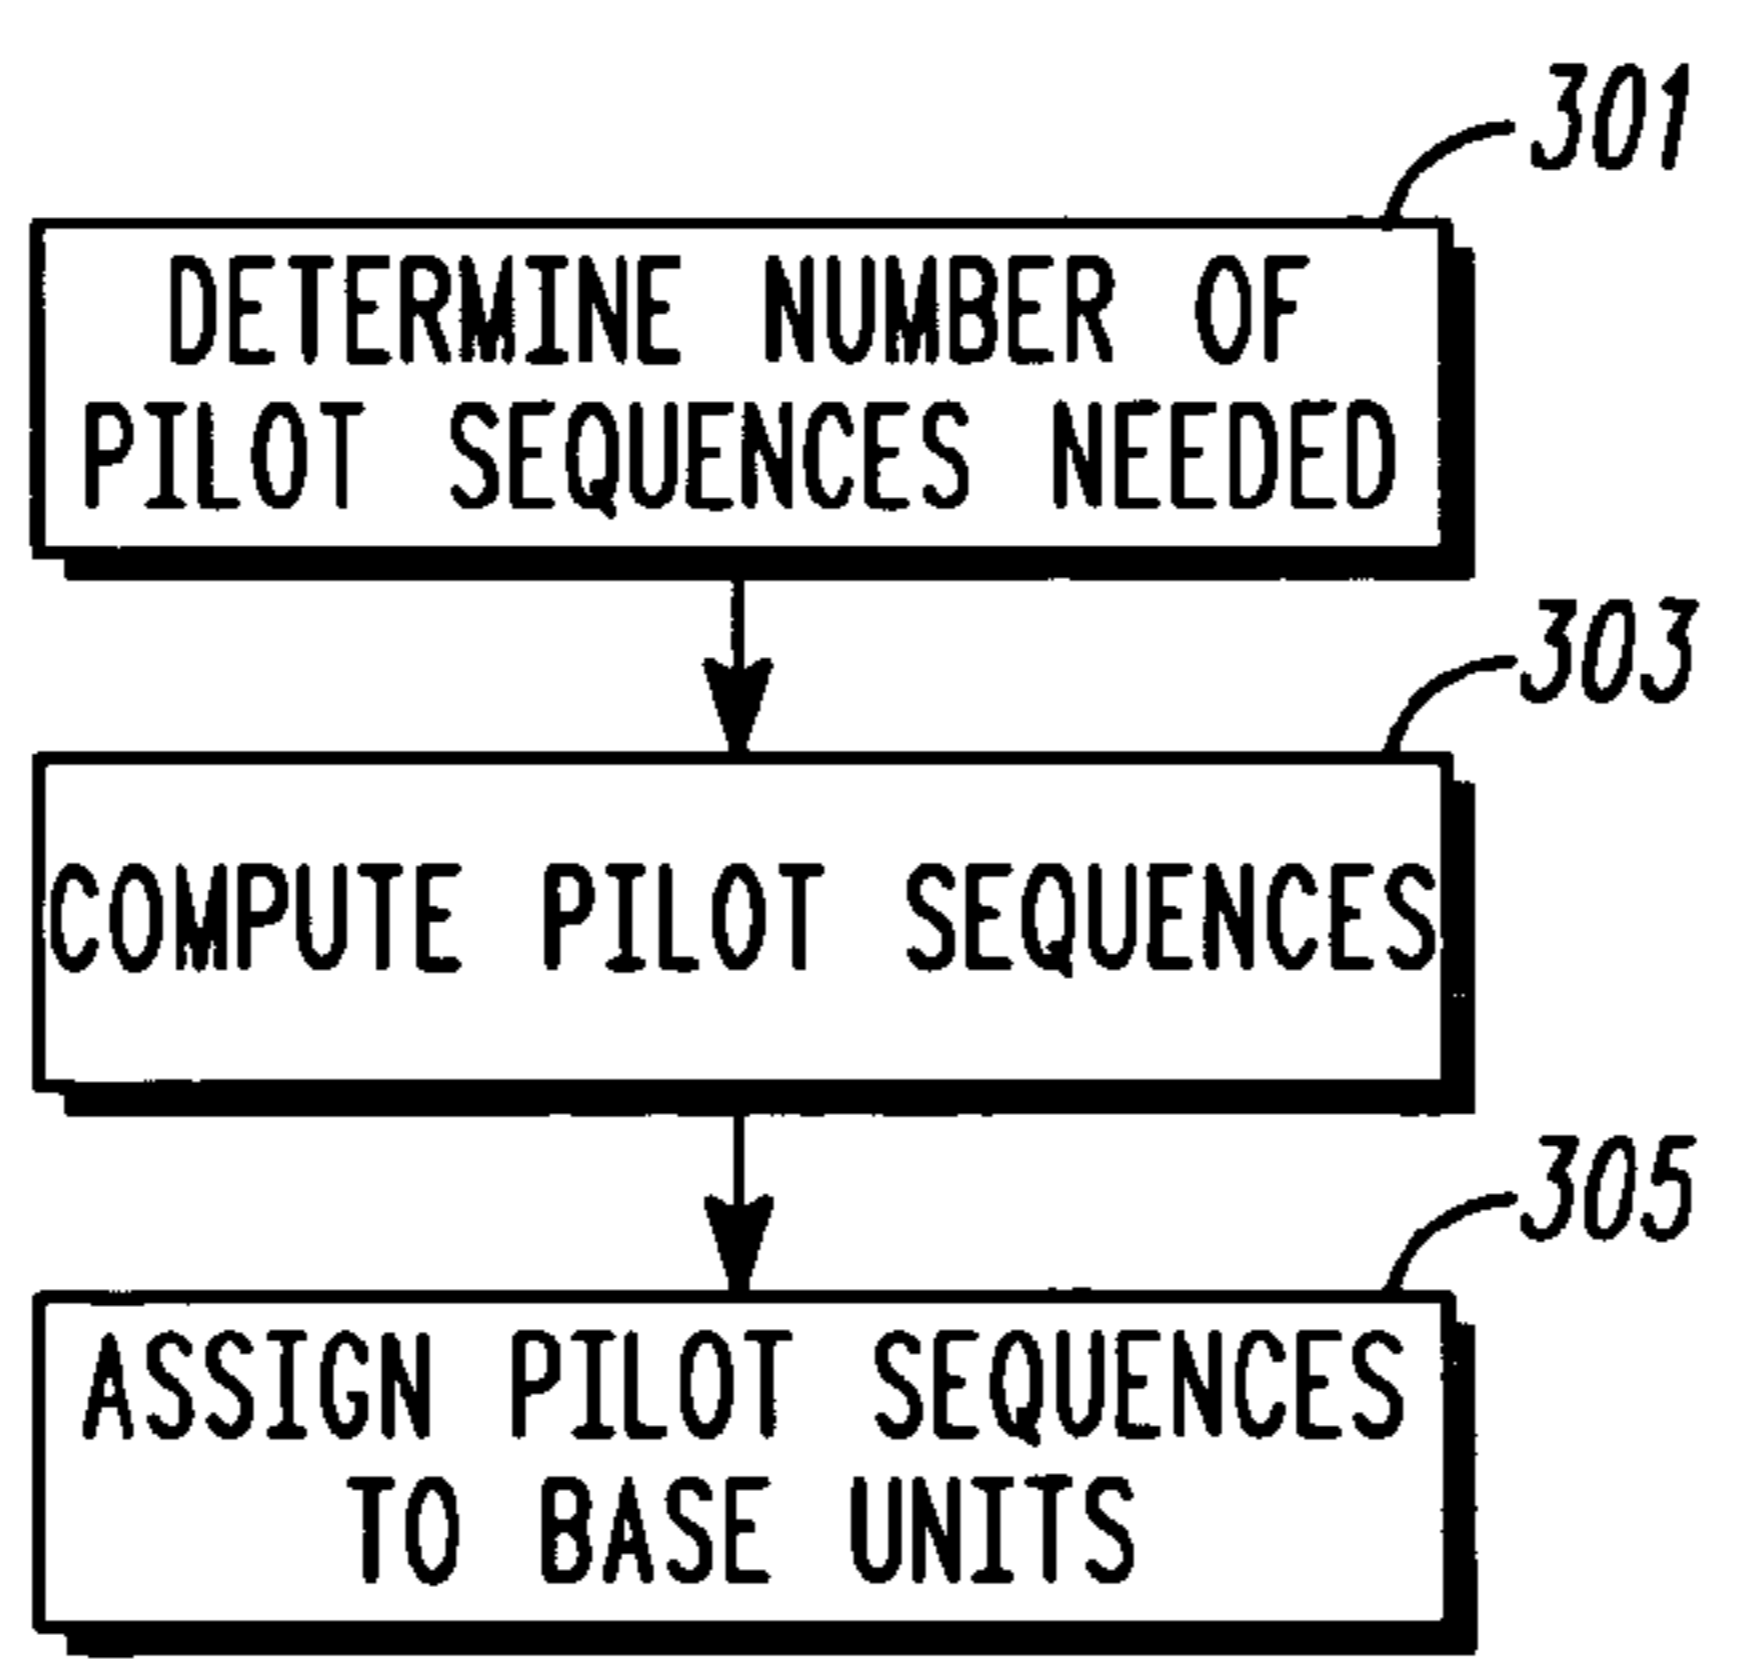 301
DETERMINE NUMBER OF
PILOT SEQUENCES NEEDED
303
COMPUTE PILOT SEQUENCES
305
ASSIGN PILOT SEQUENCES
TO BASE UNITS